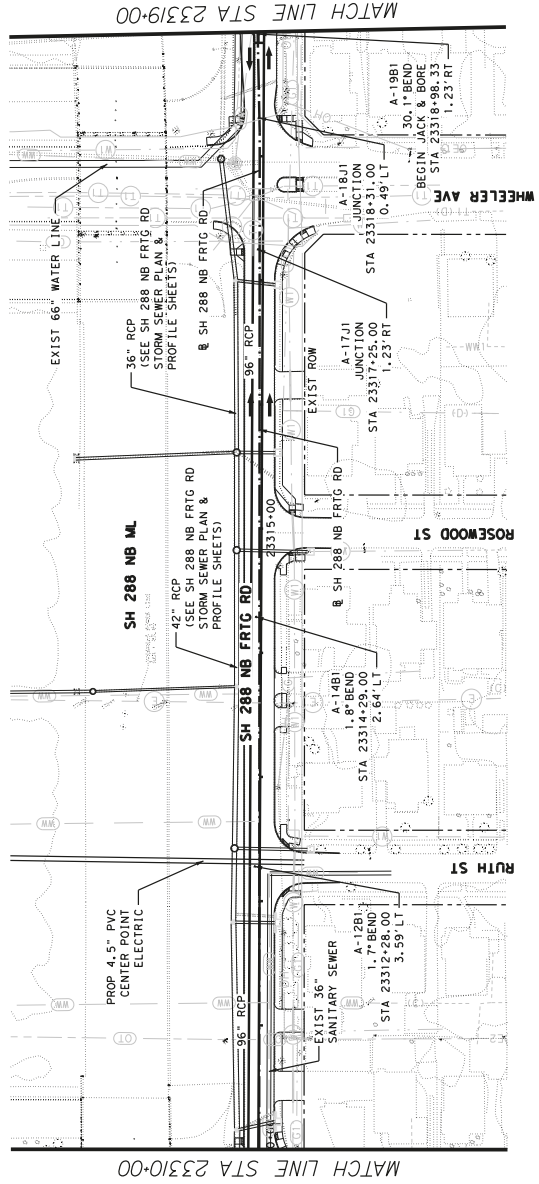 MATCH LINE STA 23319+00
EXIST 66" WATER LINE
36" RCP
(SEE SH 288 NB FRTG RD
STORM SEWER PLAN &
PROFILE SHEETS)
B SH 288 NB FRTG RD
96" RCP
A-19B1
30.1° BEND
BEGIN JACK & BORE
STA 23318+98.33
1.23' RT
A-18J1
JUNCTION
STA 23318+31.00
0.49' LT
WHEELER AVE
A-17J1
JUNCTION
STA 23317+25.00
1.23' RT
EXIST ROW
SH 288 NB ML
42" RCP
(SEE SH 288 NB FRTG RD
STORM SEWER PLAN &
PROFILE SHEETS)
SH 288 NB FRTG RD
23315+00
B SH 288 NB FRTG RD
ROSEWOOD ST
A-14B1
1.8° BEND
STA 23314+29.00
2.64' LT
RUTH ST
PROP 4.5" PVC
CENTER POINT
ELECTRIC
96" RCP
A-12B1
1.7° BEND
STA 23312+28.00
3.59' LT
EXIST 36"
SANITARY SEWER
MATCH LINE STA 23310+00